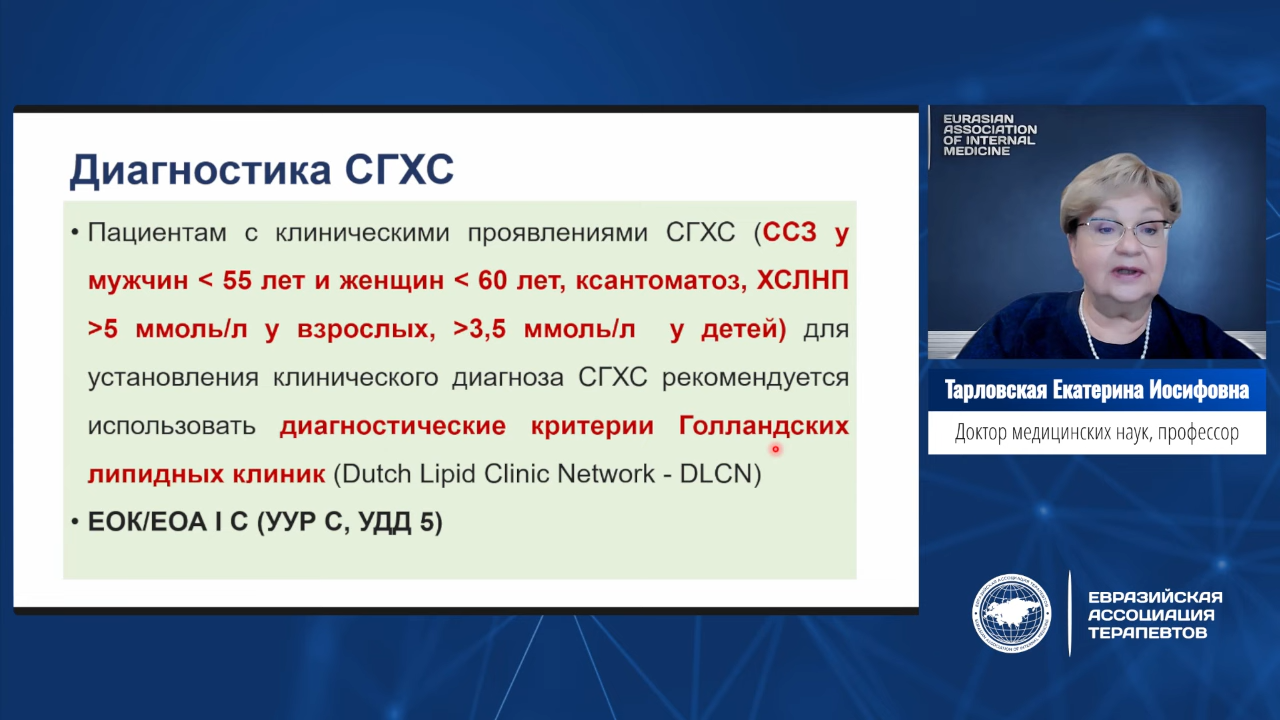 Диагностика СГХС
• Пациентам с клиническими проявлениями СГХС (ССЗ у
мужчин < 55 лет и женщин < 60 лет, ксантоматоз, ХСЛНП
>5 ммоль/л у взрослых, >3,5 ммоль/л у детей) для
установления клинического диагноза СГХС рекомендуется
использовать диагностические критерии Голландских
липидных клиник (Dutch Lipid Clinic Network - DLCN)
• ЕОК/ЕОА I C (УУР С, УДД 5)
EURASIAN
ASSOCIATION
OF INTERNAL
MEDICINE
Тарловская Екатерина Иосифовна
Доктор медицинских наук, профессор
ЕВРАЗИЙСКАЯ
АССОЦИАЦИЯ
ТЕРАПЕВТОВ